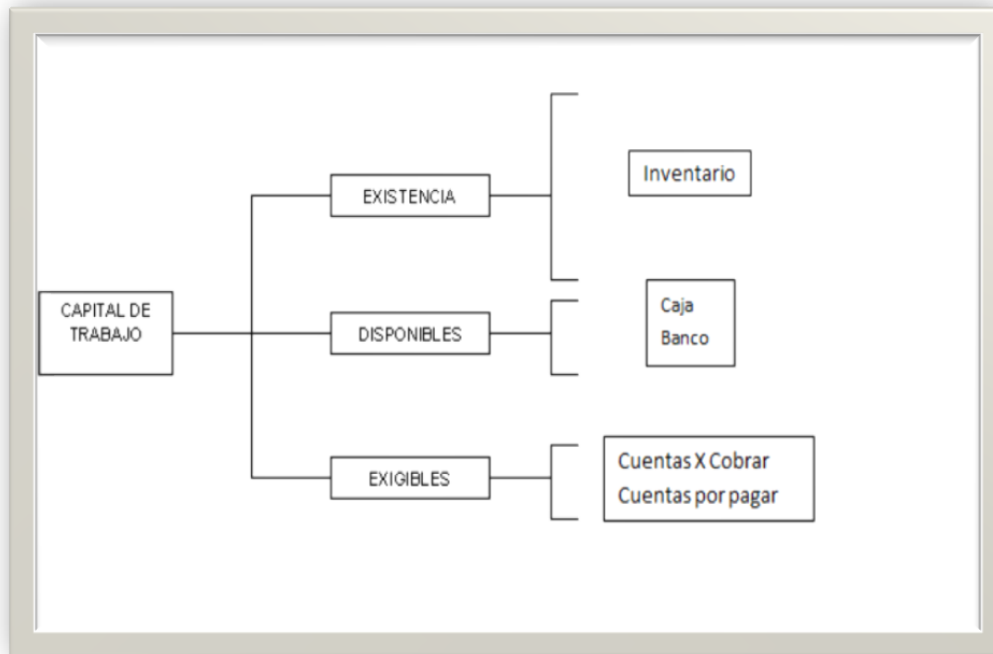 CAPITAL DE
TRABAJO
EXISTENCIA
Inventario
DISPONIBLES
Caja
Banco
EXIGIBLES
Cuentas X Cobrar
Cuentas por pagar